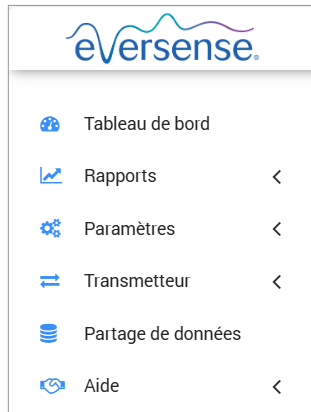 eversense.
Tableau de bord
Rapports
Paramètres
Transmetteur
Partage de données
Aide